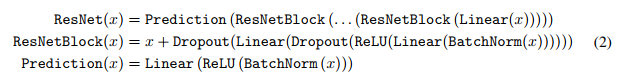 ResNet(x) = Prediction (ResNetBlock (... (ResNetBlock (Linear(x)))))
ResNetBlock(x) = x + Dropout(Linear(Dropout(ReLU(Linear(BatchNorm(x)))))) (2)
Prediction(x) = Linear (ReLU (BatchNorm (x)))